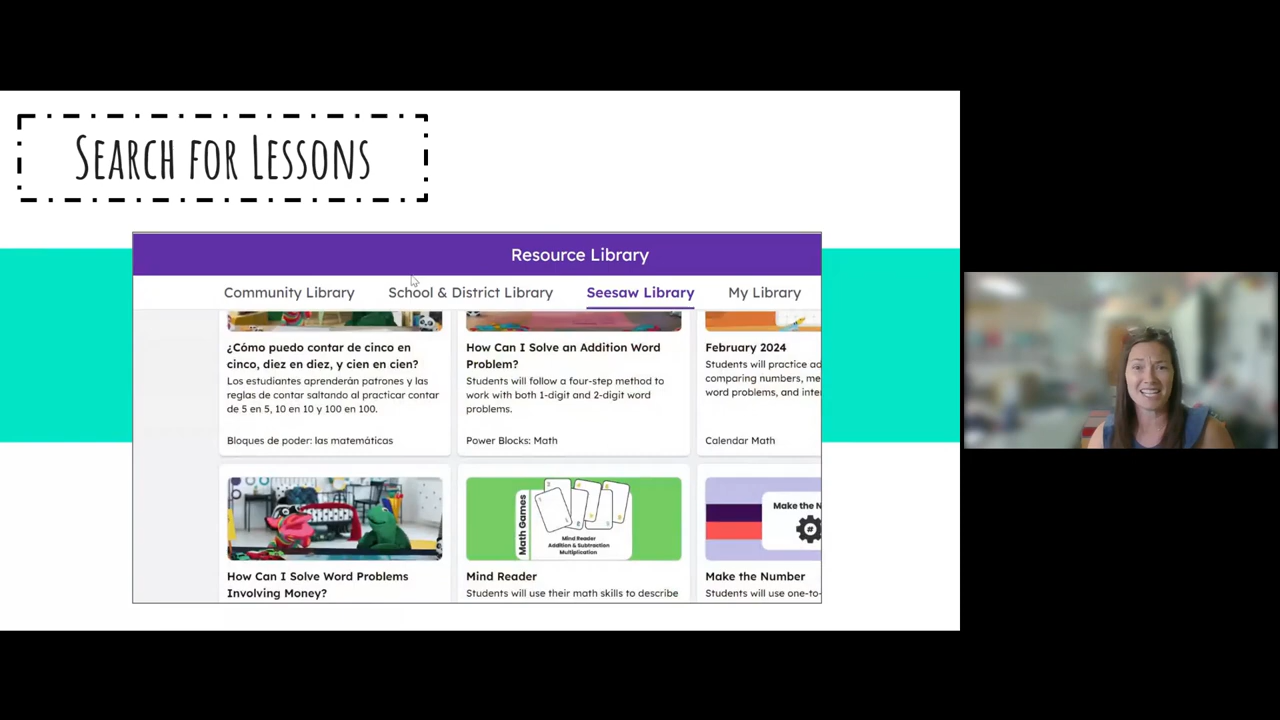 SEARCH FOR LESSONS
Resource Library
Community Library
School & District Library
Seesaw Library
My Library
¿Cómo puedo contar de cinco en
cinco, diez en diez, y cien en cien?
Los estudiantes aprenderán patrones y las
reglas de contar saltando al practicar contar
de 5 en 5, 10 en 10 y 100 en 100.
Bloques de poder: las matemáticas
How Can I Solve an Addition Word
Problem?
Students will follow a four-step method to
work with both 1-digit and 2-digit word
problems.
Power Blocks: Math
February 2024
Students will practice ad
comparing numbers, me
word problems, and inte
Calendar Math
How Can I Solve Word Problems
Involving Money?
Math Games
Mind Reader
Addition & Subtraction
Multiplication
Mind Reader
Students will use their math skills to describe
Make the N
#
Make the Number
Students will use one-to-